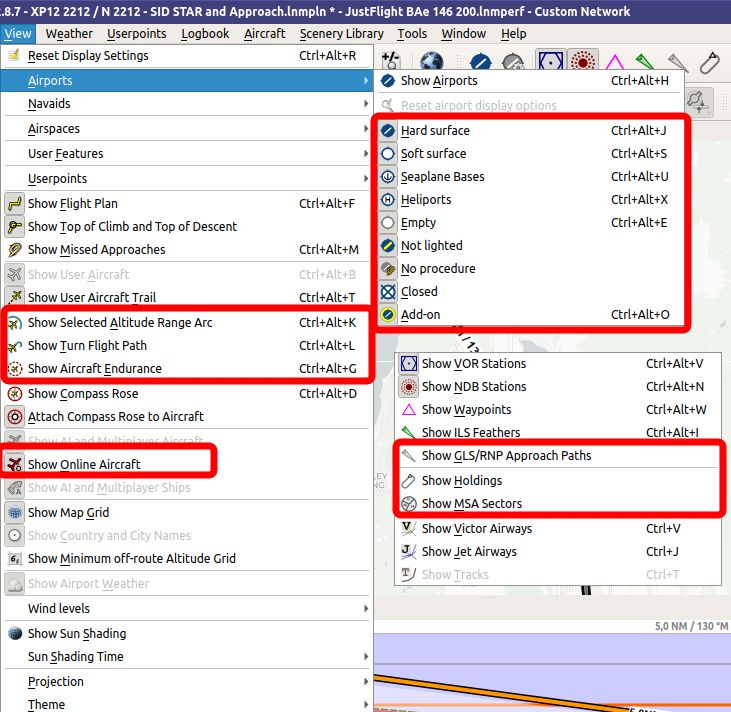 .8.7 - XP12 2212 / N 2212 - SID STAR and Approach.lnmpln * - JustFlight BAe 146 200.lnmperf - Custom Network
View Weather Userpoints Logbook Aircraft Scenery Library Tools Window Help
Reset Display Settings Ctrl+Alt+R
Airports
Navaids
Airspaces
User Features
Userpoints
Show Flight Plan Ctrl+Alt+F
Show Top of Climb and Top of Descent
Show Missed Approaches Ctrl+Alt+M
Show User Aircraft Ctrl+Alt+B
Show User Aircraft Trail Ctrl+Alt+T
Show Selected Altitude Range Arc Ctrl+Alt+K
Show Turn Flight Path Ctrl+Alt+L
Show Aircraft Endurance Ctrl+Alt+G
Show Compass Rose Ctrl+Alt+D
Attach Compass Rose to Aircraft
Show AI and Multiplayer Aircraft
Show Online Aircraft
Show AI and Multiplayer Ships
Show Map Grid
Show Country and City Names
Show Minimum off-route Altitude Grid
Show Airport Weather
Wind levels
Show Sun Shading
Sun Shading Time
Projection
Theme
Show Airports Ctrl+Alt+H
Reset airport display options
Hard surface Ctrl+Alt+J
Soft surface Ctrl+Alt+S
Seaplane Bases Ctrl+Alt+U
Heliports Ctrl+Alt+X
Empty Ctrl+Alt+E
Not lighted
No procedure
Closed
Add-on Ctrl+Alt+O
Show VOR Stations Ctrl+Alt+V
Show NDB Stations Ctrl+Alt+N
Show Waypoints Ctrl+Alt+W
Show ILS Feathers Ctrl+Alt+I
Show GLS/RNP Approach Paths
Show Holdings
Show MSA Sectors
Show Victor Airways Ctrl+V
Show Jet Airways Ctrl+J
Show Tracks Ctrl+T
5,0 NM / 130 °M